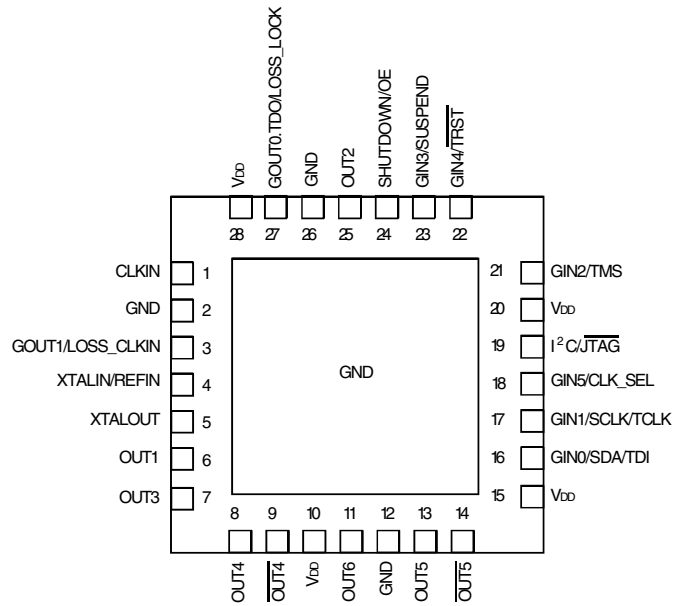 GOUT0.TDO/LOSS_LOCK
SHUTDOWN/OE
GIN3/SUSPEND
GIN4/TRST
OUT2
GND
VDD
28 27 26 25 24 23 22
CLKIN 1 21 GIN2/TMS
GND 2 20 VDD
GOUT1/LOSS_CLKIN 3 19 I²C/JTAG
GND
XTALIN/REFIN 4 18 GIN5/CLK_SEL
XTALOUT 5 17 GIN1/SCLK/TCLK
OUT1 6 16 GIN0/SDA/TDI
OUT3 7 15 VDD
8 9 10 11 12 13 14
OUT4
OUT4
VDD
OUT6
GND
OUT5
OUT5